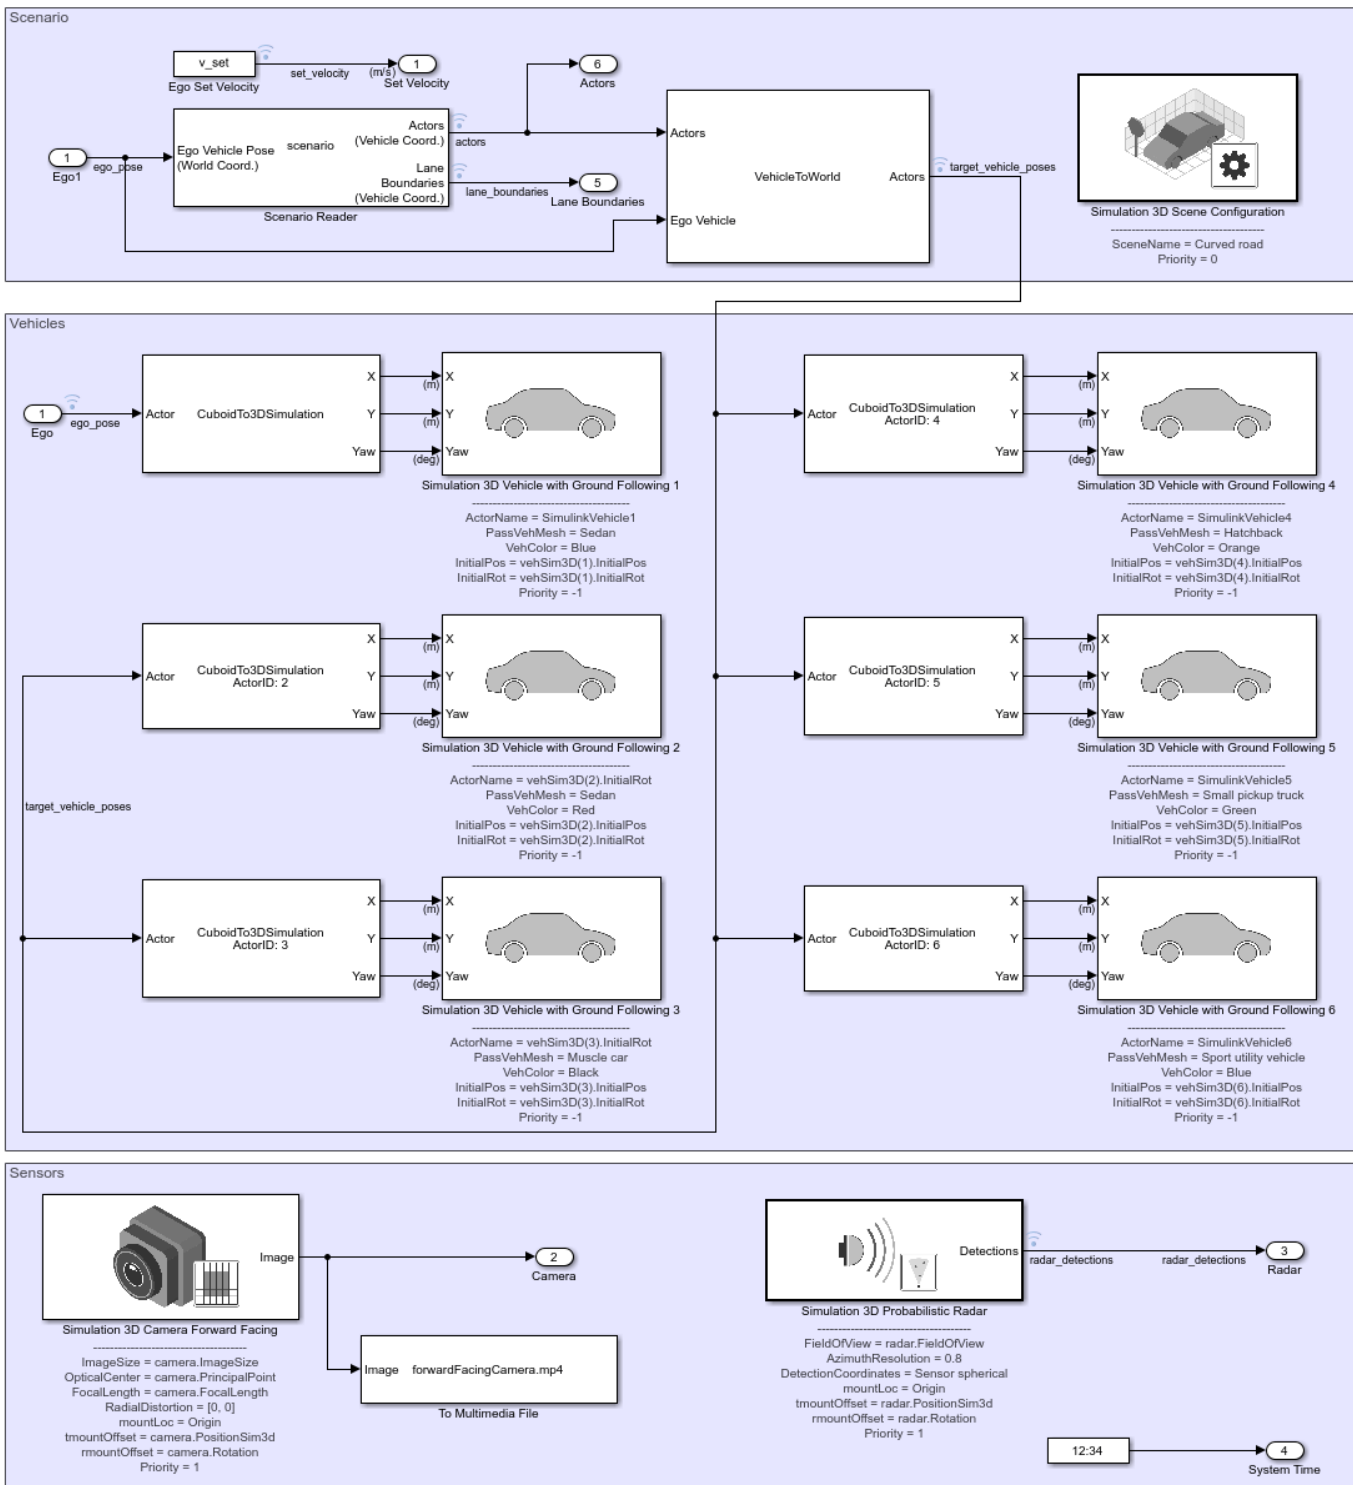 Scenario
v_set
Ego Set Velocity
set_velocity
(m/s)
1
Set Velocity
6
Actors
1
Ego1
ego_pose
Ego Vehicle Pose
(World Coord.)
scenario
Actors
(Vehicle Coord.)
Lane
Boundaries
(Vehicle Coord.)
Scenario Reader
actors
lane_boundaries
5
Lane Boundaries
Actors
Ego Vehicle
VehicleToWorld
Actors
target_vehicle_poses
Simulation 3D Scene Configuration
--------------------------------------
SceneName = Curved road
Priority = 0
Vehicles
1
Ego
ego_pose
Actor
CuboidTo3DSimulation
X
Y
Yaw
(m)
(m)
(deg)
X
Y
Yaw
Simulation 3D Vehicle with Ground Following 1
---------------------------------------
ActorName = SimulinkVehicle1
PassVehMesh = Sedan
VehColor = Blue
InitialPos = vehSim3D(1).InitialPos
InitialRot = vehSim3D(1).InitialRot
Priority = -1
Actor
CuboidTo3DSimulation
ActorID: 4
X
Y
Yaw
(m)
(m)
(deg)
X
Y
Yaw
Simulation 3D Vehicle with Ground Following 4
---------------------------------------
ActorName = SimulinkVehicle4
PassVehMesh = Hatchback
VehColor = Orange
InitialPos = vehSim3D(4).InitialPos
InitialRot = vehSim3D(4).InitialRot
Priority = -1
Actor
CuboidTo3DSimulation
ActorID: 2
X
Y
Yaw
(m)
(m)
(deg)
X
Y
Yaw
Simulation 3D Vehicle with Ground Following 2
---------------------------------------
ActorName = vehSim3D(2).InitialRot
PassVehMesh = Sedan
VehColor = Red
InitialPos = vehSim3D(2).InitialPos
InitialRot = vehSim3D(2).InitialRot
Priority = -1
Actor
CuboidTo3DSimulation
ActorID: 5
X
Y
Yaw
(m)
(m)
(deg)
X
Y
Yaw
Simulation 3D Vehicle with Ground Following 5
---------------------------------------
ActorName = SimulinkVehicle5
PassVehMesh = Small pickup truck
VehColor = Green
InitialPos = vehSim3D(5).InitialPos
InitialRot = vehSim3D(5).InitialRot
Priority = -1
target_vehicle_poses
Actor
CuboidTo3DSimulation
ActorID: 3
X
Y
Yaw
(m)
(m)
(deg)
X
Y
Yaw
Simulation 3D Vehicle with Ground Following 3
---------------------------------------
ActorName = vehSim3D(3).InitialRot
PassVehMesh = Muscle car
VehColor = Black
InitialPos = vehSim3D(3).InitialPos
InitialRot = vehSim3D(3).InitialRot
Priority = -1
Actor
CuboidTo3DSimulation
ActorID: 6
X
Y
Yaw
(m)
(m)
(deg)
X
Y
Yaw
Simulation 3D Vehicle with Ground Following 6
---------------------------------------
ActorName = SimulinkVehicle6
PassVehMesh = Sport utility vehicle
VehColor = Blue
InitialPos = vehSim3D(6).InitialPos
InitialRot = vehSim3D(6).InitialRot
Priority = -1
Sensors
Image
Simulation 3D Camera Forward Facing
--------------------------------------
ImageSize = camera.ImageSize
OpticalCenter = camera.PrincipalPoint
FocalLength = camera.FocalLength
RadialDistortion = [0, 0]
mountLoc = Origin
tmountOffset = camera.PositionSim3d
rmountOffset = camera.Rotation
Priority = 1
2
Camera
Image
forwardFacingCamera.mp4
To Multimedia File
Detections
Simulation 3D Probabilistic Radar
--------------------------------------
FieldOfView = radar.FieldOfView
AzimuthResolution = 0.8
DetectionCoordinates = Sensor spherical
mountLoc = Origin
tmountOffset = radar.PositionSim3d
rmountOffset = radar.Rotation
Priority = 1
radar_detections
radar_detections
3
Radar
12:34
4
System Time